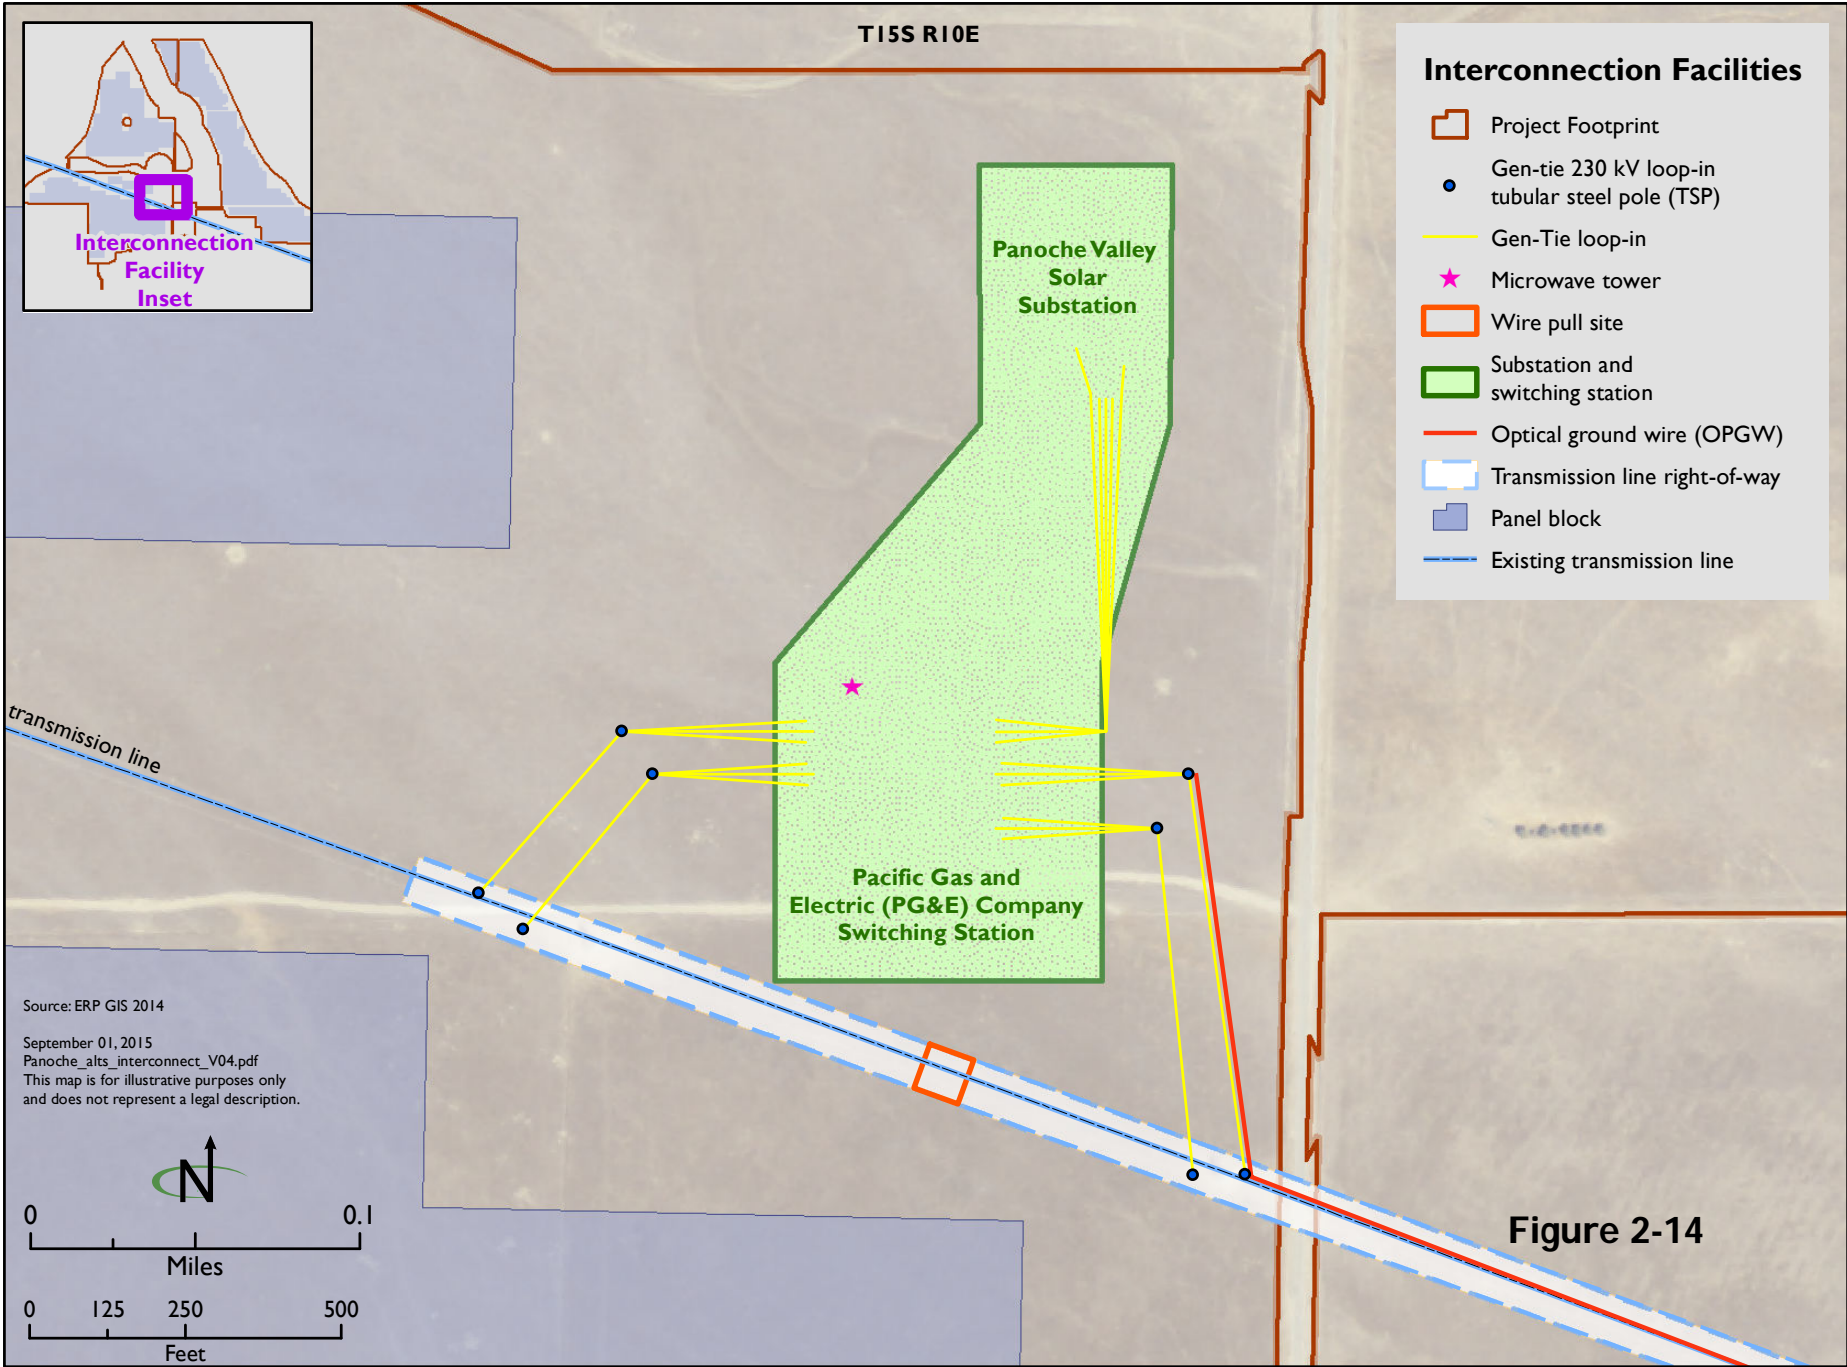 T15S R10E
Interconnection
Facility
Inset
Interconnection Facilities
Project Footprint
Gen-tie 230 kV loop-in
tubular steel pole (TSP)
Gen-Tie loop-in
Microwave tower
Wire pull site
Substation and
switching station
Optical ground wire (OPGW)
Transmission line right-of-way
Panel block
Existing transmission line
Panoche Valley
Solar
Substation
transmission line
Pacific Gas and
Electric (PG&E) Company
Switching Station
Source: ERP GIS 2014
September 01, 2015
Panoche_alts_interconnect_V04.pdf
This map is for illustrative purposes only
and does not represent a legal description.
N
0 0.1
Miles
0 125 250 500
Feet
Figure 2-14